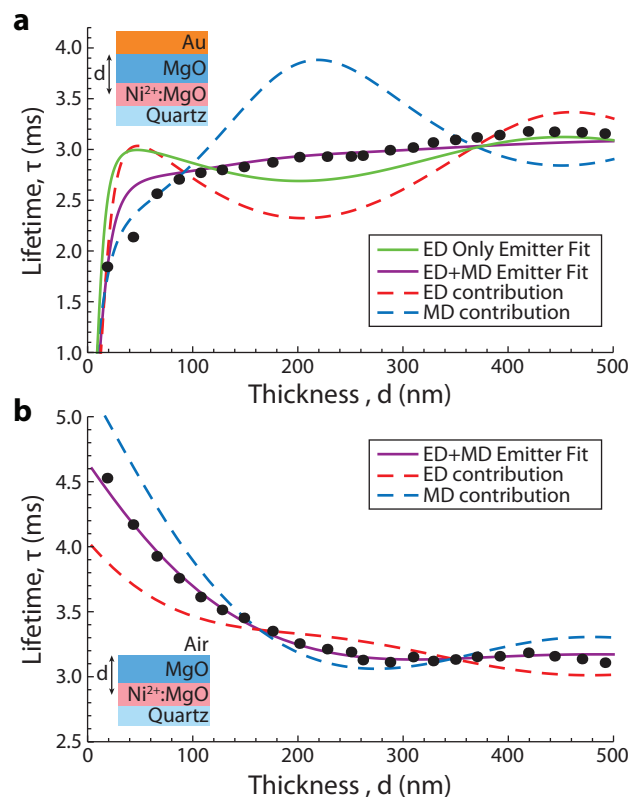 a
Au
MgO
Ni²⁺:MgO
Quartz
d
4.0
3.5
3.0
2.5
2.0
1.5
1.0
Lifetime, τ (ms)
ED Only Emitter Fit
ED+MD Emitter Fit
ED contribution
MD contribution
0 100 200 300 400 500
Thickness , d (nm)
b
5.0
4.5
4.0
3.5
3.0
2.5
Lifetime, τ (ms)
ED+MD Emitter Fit
ED contribution
MD contribution
Air
d
MgO
Ni²⁺:MgO
Quartz
0 100 200 300 400 500
Thickness , d (nm)